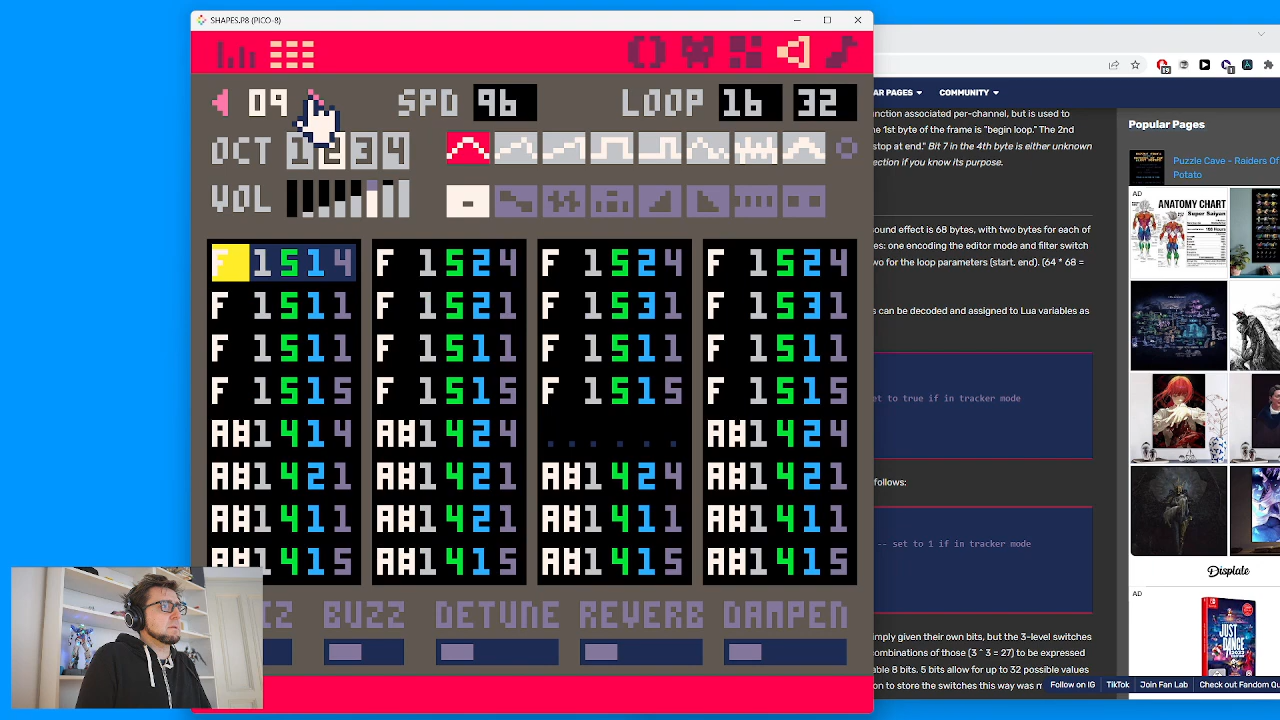 SHAPES.P8 (PICO-8)
09 SPD 96 LOOP 16 32
OCT 1 2 3 4
VOL
F 1514 F 1524 F 1524 F 1524
F 1511 F 1521 F 1531 F 1531
F 1511 F 1511 F 1511 F 1511
F 1515 F 1515 F 1515 F 1515
A#1414 A#1424 ...... A#1424
A#1421 A#1421 A#1424 A#1421
A#1411 A#1421 A#1411 A#1411
A#1415 A#1415 A#1415 A#1415
BUZZ DETUNE REVERB DAMPEN
19
1
AR PAGES COMMUNITY
nction associated per-channel, but is used to
the 1st byte of the frame is "begin loop." The 2nd
stop at end." Bit 7 in the 4th byte is either unknown
ection if you know its purpose.
ound effect is 68 bytes, with two bytes for each of
es: one encoding the editor mode and filter switch
wo for the loop parameters (start, end). (64 * 68 =
s can be decoded and assigned to Lua variables as
et to true if in tracker mode
follows:
-- set to 1 if in tracker mode
imply given their own bits, but the 3-level switches
ombinations of those (3 ^ 3 = 27) to be expressed
able 8 bits. 5 bits allow for up to 32 possible values
on to store the switches this way was m
Popular Pages
Puzzle Cave - Raiders Of
Potato
AD
ANATOMY CHART
Super Saiyan
Displate
AD
JUST
DANCE
2023
Follow on IG TikTok Join Fan Lab Check out Fandom Qu